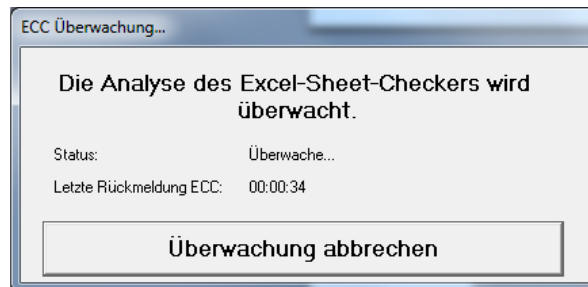 ECC Überwachung...
Die Analyse des Excel-Sheet-Checkers wird
überwacht.
Status: Überwache...
Letzte Rückmeldung ECC: 00:00:34
Überwachung abbrechen